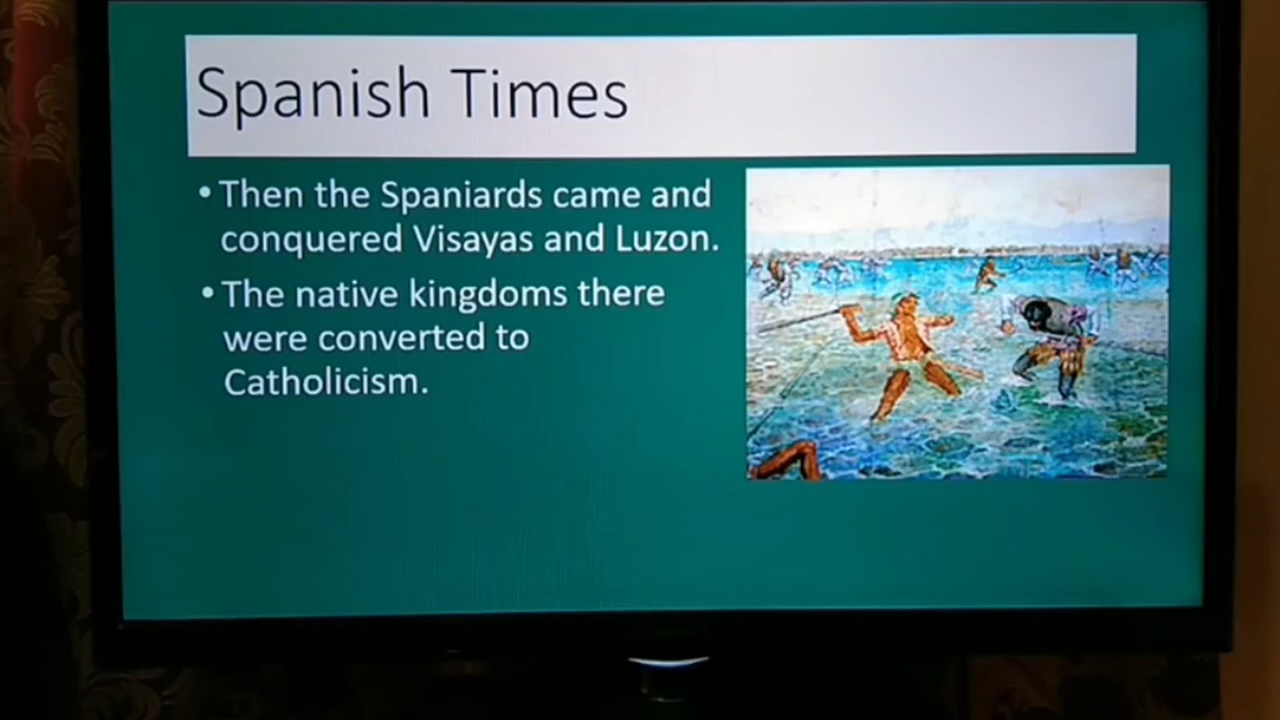 Spanish Times
• Then the Spaniards came and
conquered Visayas and Luzon.
• The native kingdoms there
were converted to
Catholicism.